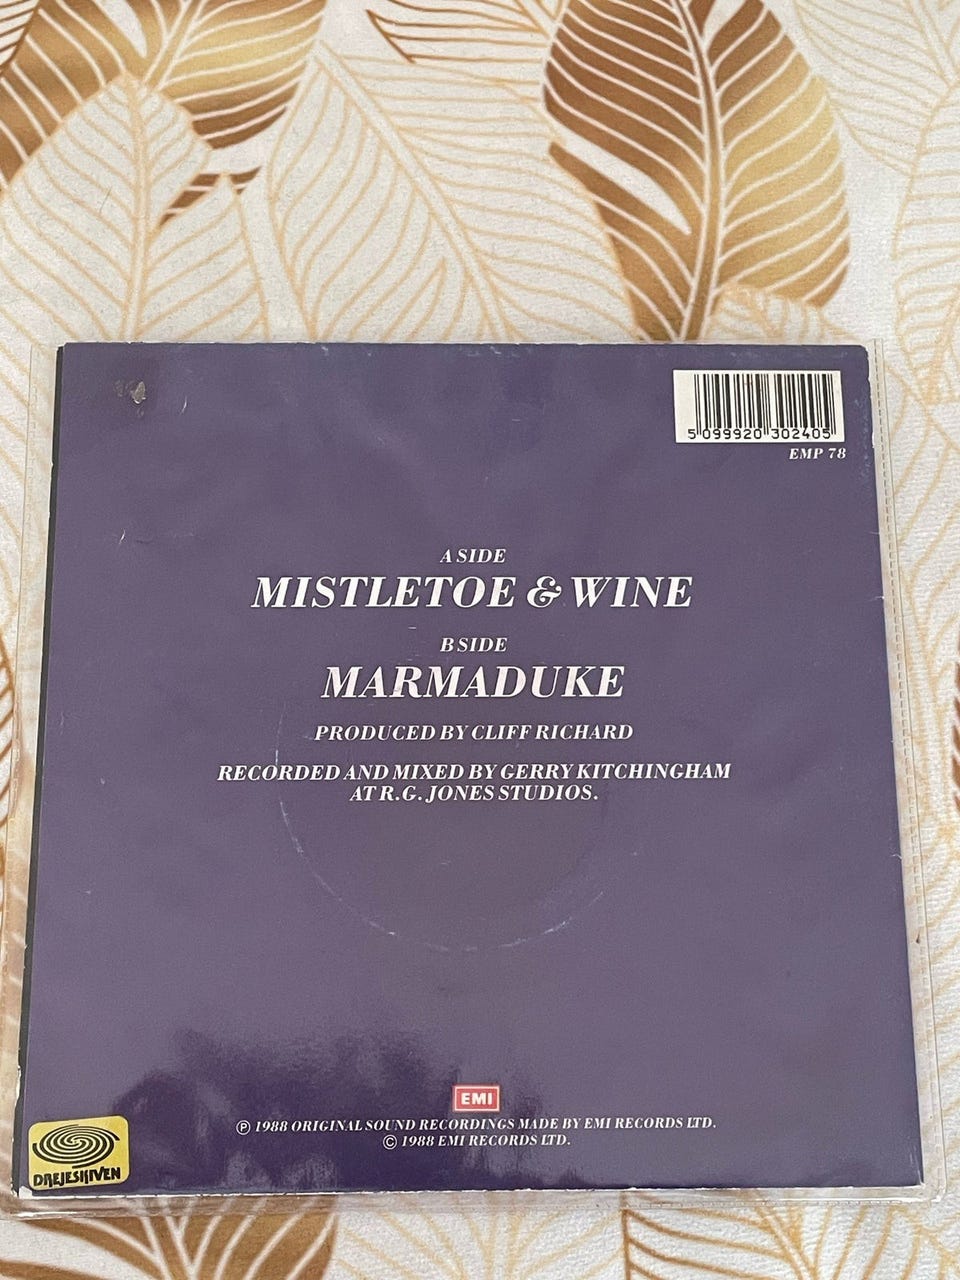 5 099920 302405
EMP 78
A SIDE
MISTLETOE & WINE
B SIDE
MARMADUKE
PRODUCED BY CLIFF RICHARD
RECORDED AND MIXED BY GERRY KITCHINGHAM
AT R.G. JONES STUDIOS.
EMI
℗ 1988 ORIGINAL SOUND RECORDINGS MADE BY EMI RECORDS LTD.
© 1988 EMI RECORDS LTD.
DREJESKIVEN